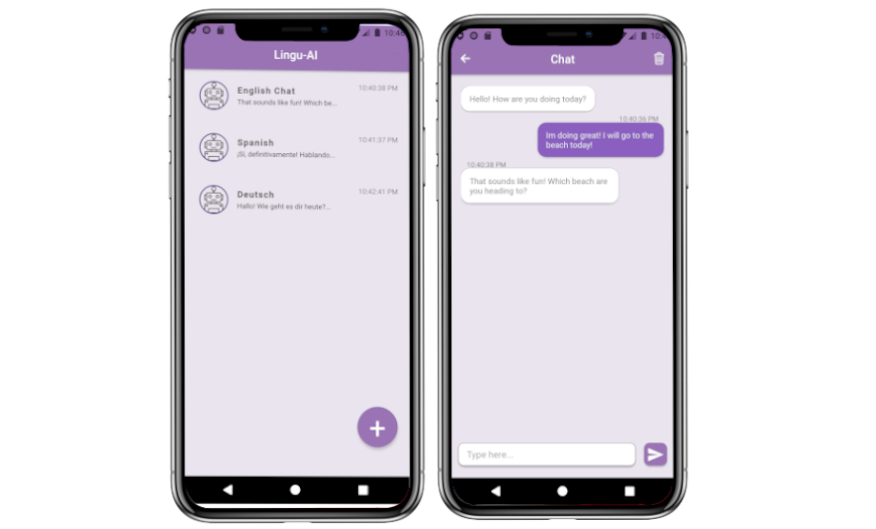 10:46
Lingu-AI
English Chat
10:40:38 PM
That sounds like fun! Which be...
Spanish
10:41:37 PM
¡Sí, definitivamente! Hablando...
Deutsch
10:42:41 PM
Hallo! Wie geht es dir heute?...
+
10:4
Chat
Hello! How are you doing today?
10:40:36 PM
Im doing great! I will go to the
beach today!
10:40:38 PM
That sounds like fun! Which beach are
you heading to?
Type here...